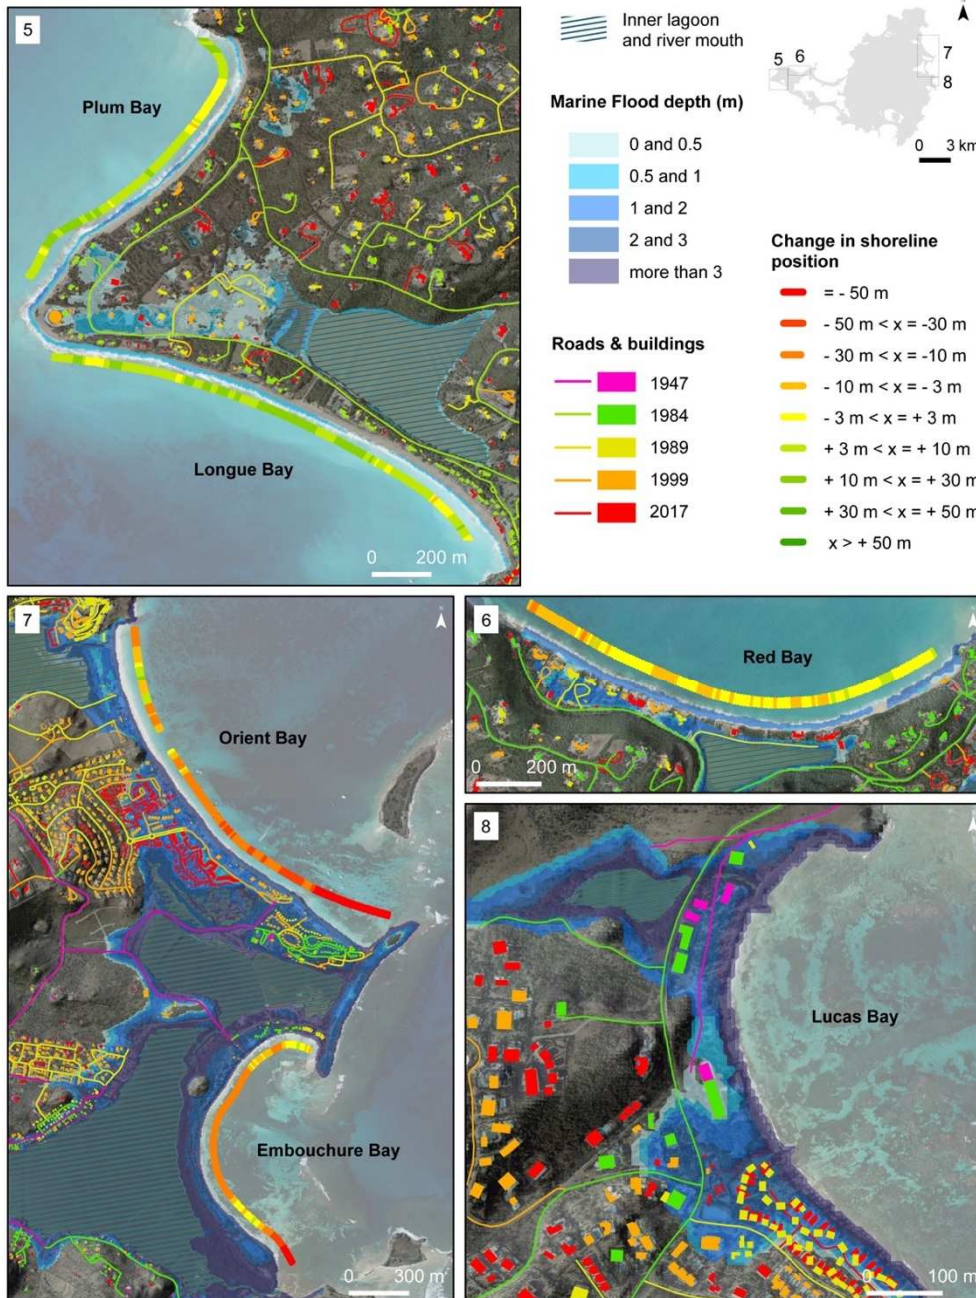 5
Plum Bay
Longue Bay
0 200 m
Inner lagoon
and river mouth
Marine Flood depth (m)
0 and 0.5
0.5 and 1
1 and 2
2 and 3
more than 3
Roads & buildings
1947
1984
1989
1999
2017
5 6
7
8
0 3 km
Change in shoreline
position
= - 50 m
- 50 m < x = -30 m
- 30 m < x = -10 m
- 10 m < x = - 3 m
- 3 m < x = + 3 m
+ 3 m < x = + 10 m
+ 10 m < x = + 30 m
+ 30 m < x = + 50 m
x > + 50 m
7
Orient Bay
Embouchure Bay
0 300 m
6
Red Bay
0 200 m
8
Lucas Bay
0 100 m